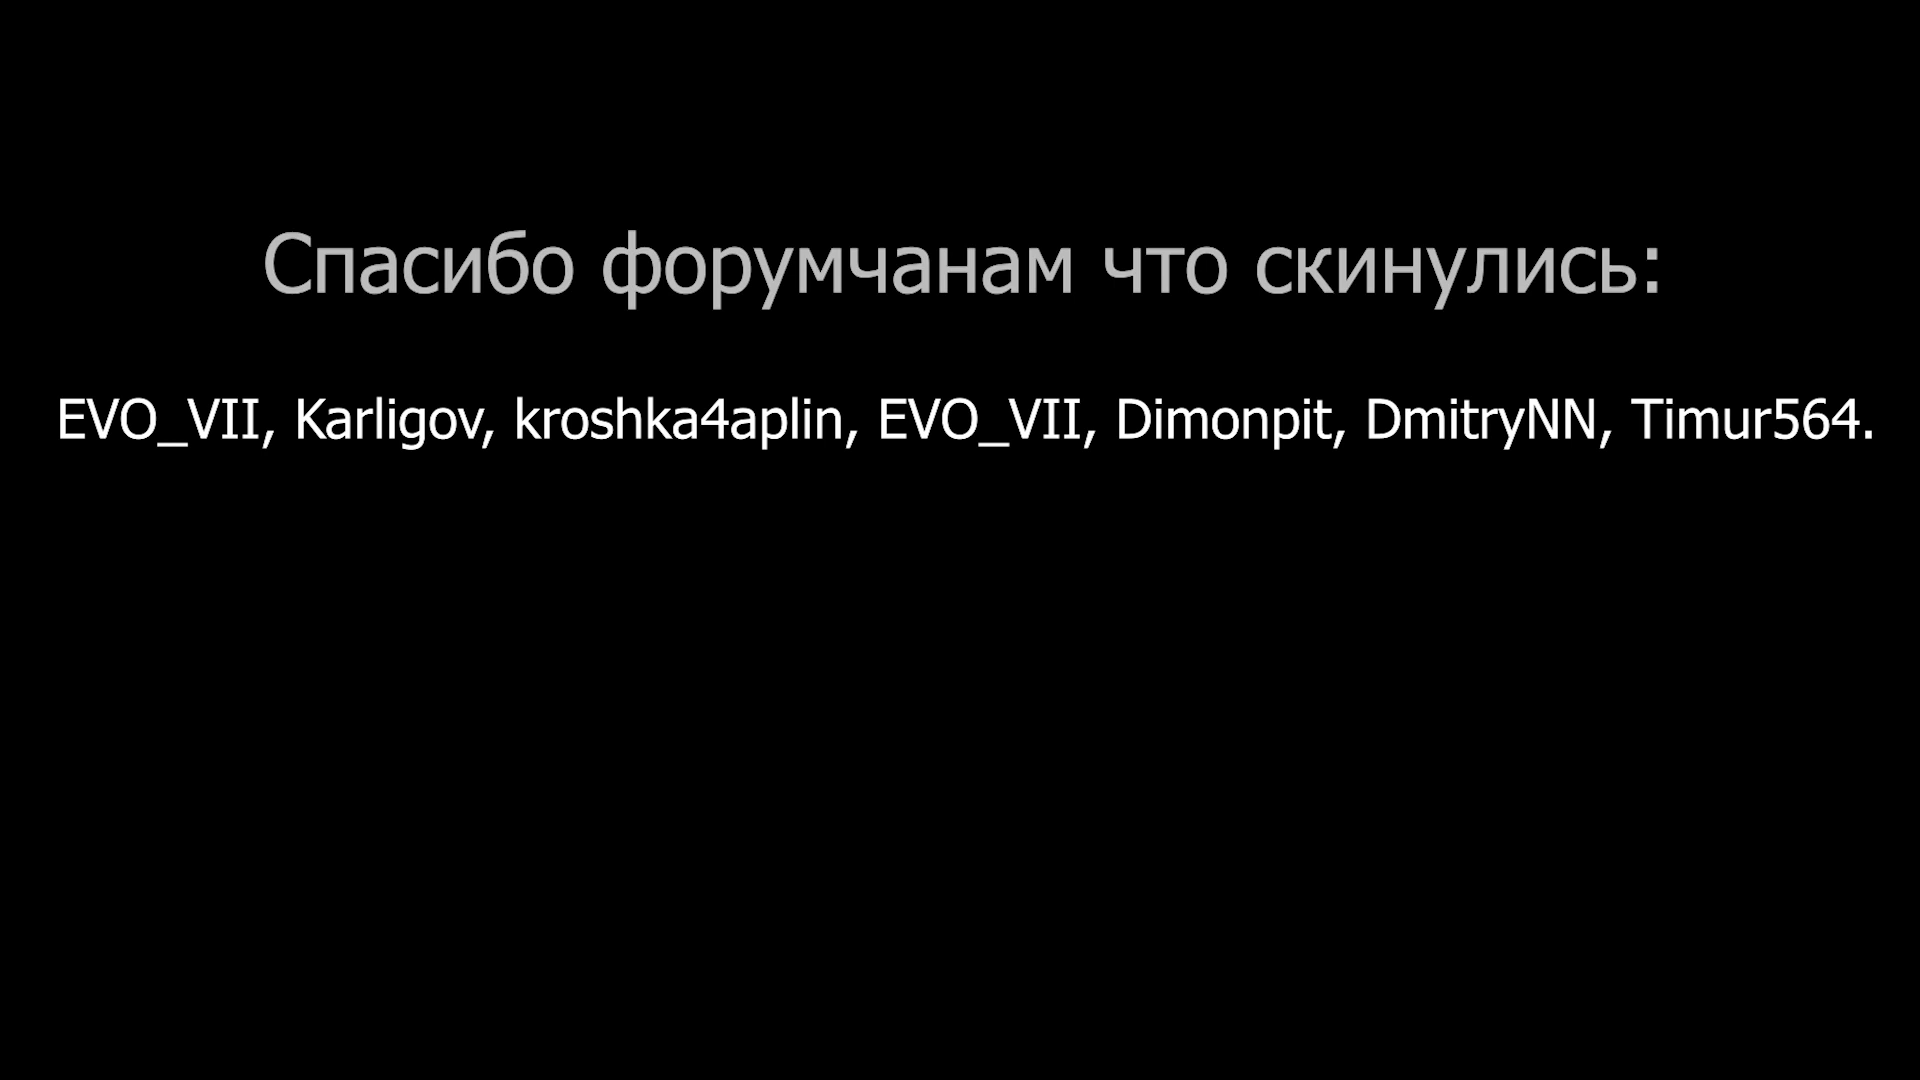 Спасибо форумчанам что скинулись:
EVO_VII, Karligov, kroshka4aplin, EVO_VII, Dimonpit, DmitryNN, Timur564.